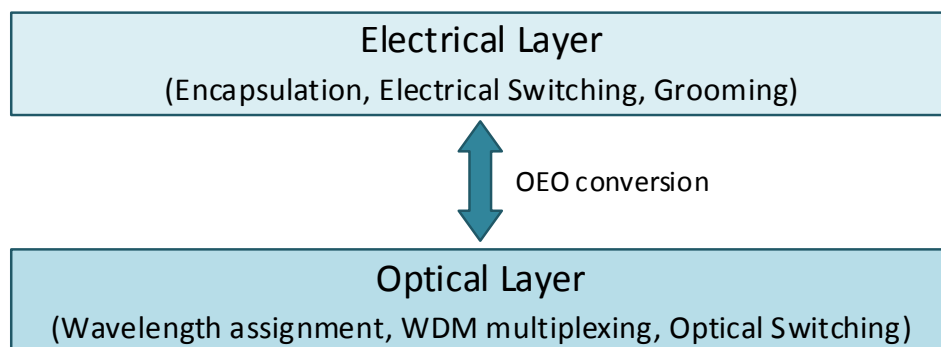 Electrical Layer
(Encapsulation, Electrical Switching, Grooming)
OEO conversion
Optical Layer
(Wavelength assignment, WDM multiplexing, Optical Switching)